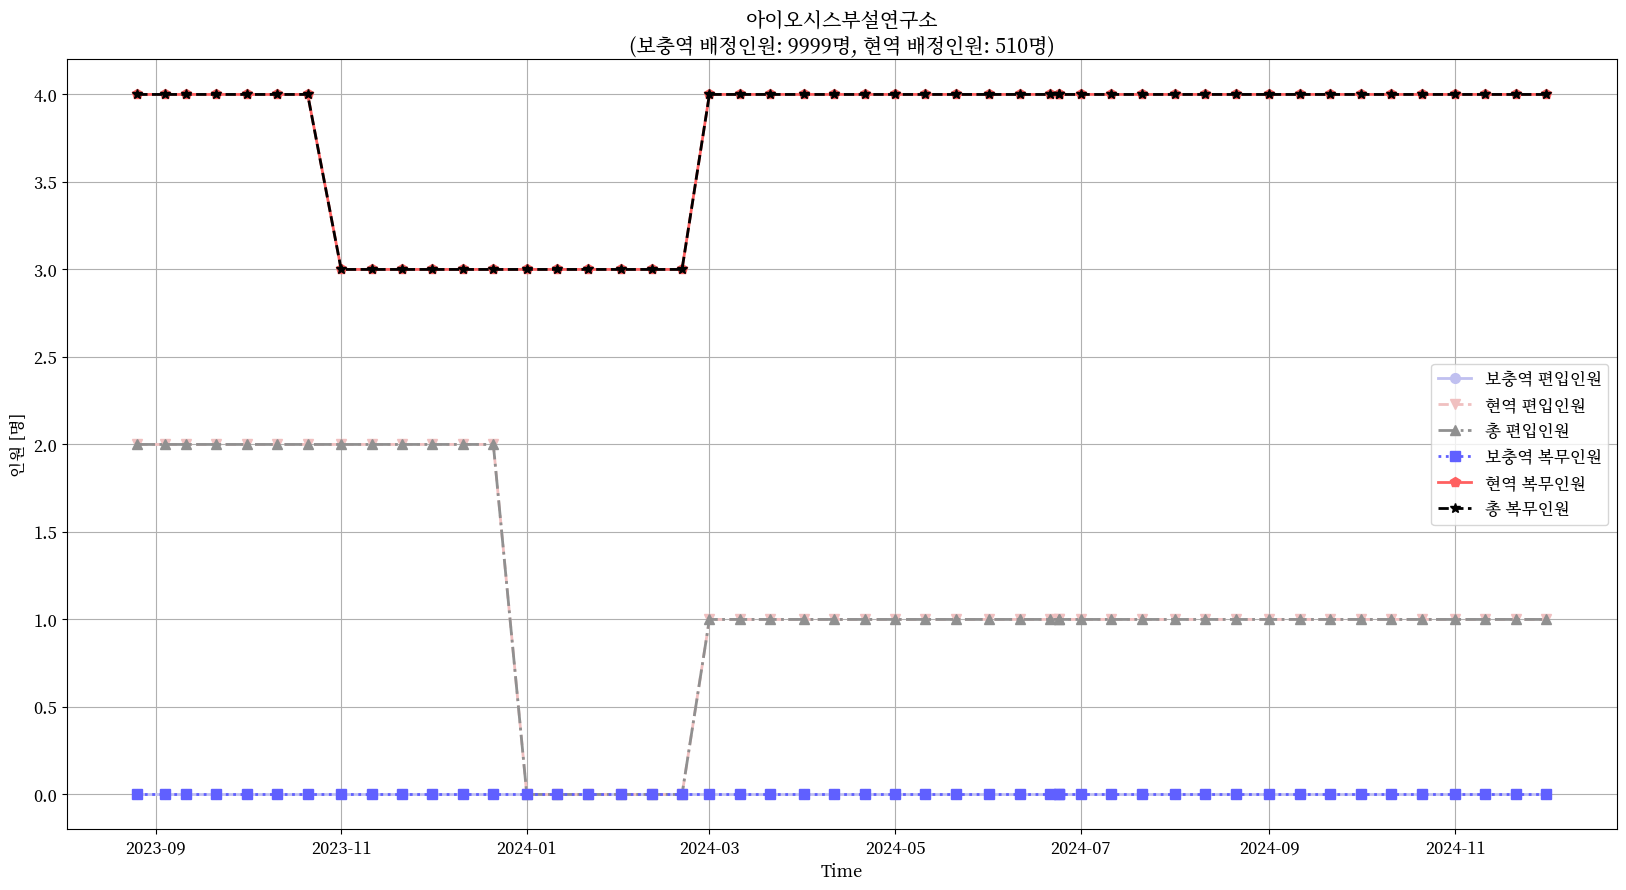 아이오시스부설연구소
(보충역 배정인원: 9999명, 현역 배정인원: 510명)
인원 [명]
4.0
3.5
3.0
2.5
2.0
1.5
1.0
0.5
0.0
보충역 편입인원
현역 편입인원
총 편입인원
보충역 복무인원
현역 복무인원
총 복무인원
2023-09
2023-11
2024-01
2024-03
2024-05
2024-07
2024-09
2024-11
Time